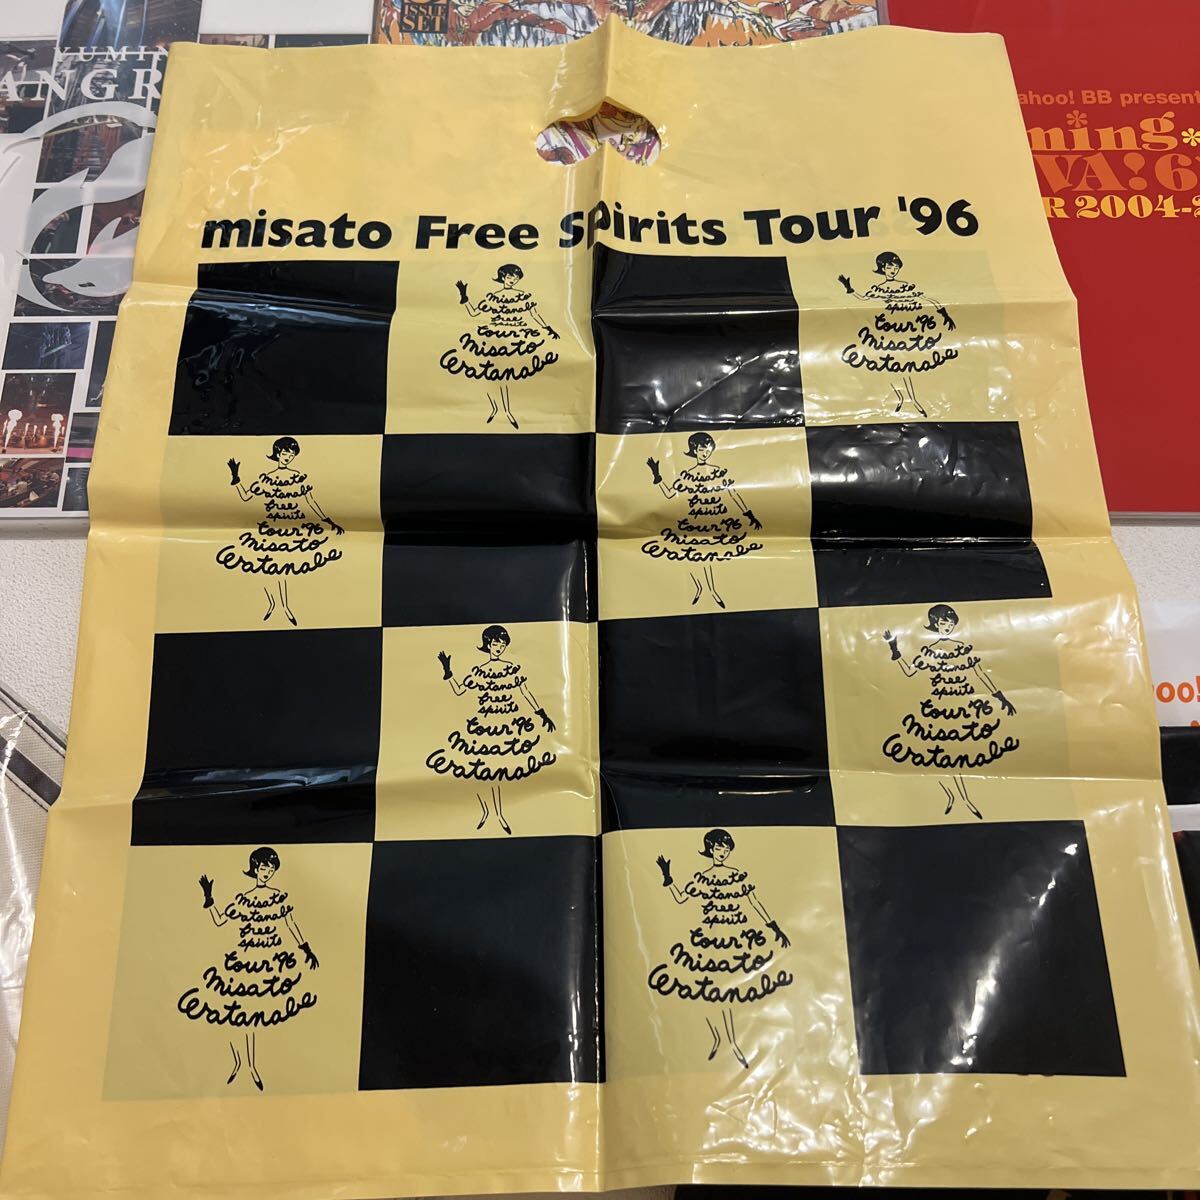 ISSUE
SET
YUMIN
ANGR
ahoo! BB present
ming
VA! 6
R 2004-2
misato Free Spirits Tour '96
misato
Watanabe
free
spirits
tour '96
misato
Watanabe
misato
Watanabe
free
spirits
tour '96
misato
Watanabe
misato
Watanabe
free
spirits
tour '96
misato
Watanabe
misato
Watanabe
free
spirits
tour '96
misato
Watanabe
misato
Watanabe
free
spirits
tour '96
misato
Watanabe
misato
Watanabe
free
spirits
tour '96
misato
Watanabe
misato
Watanabe
free
spirits
tour '96
misato
Watanabe
misato
Watanabe
free
spirits
tour '96
misato
Watanabe
oo!